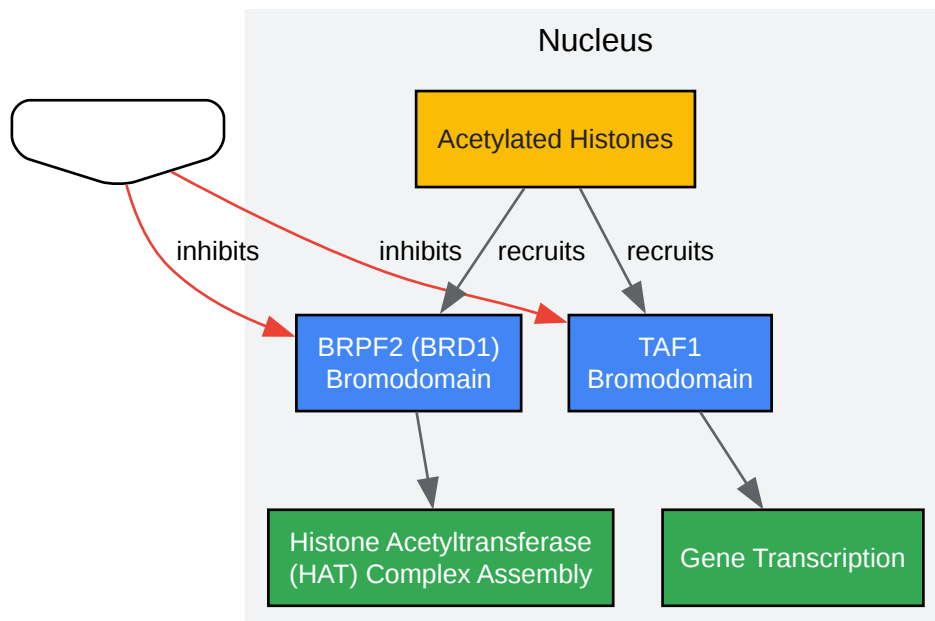 Nucleus
Acetylated Histones
inhibits
inhibits
recruits
recruits
BRPF2 (BRD1)
Bromodomain
TAF1
Bromodomain
Histone Acetyltransferase
(HAT) Complex Assembly
Gene Transcription